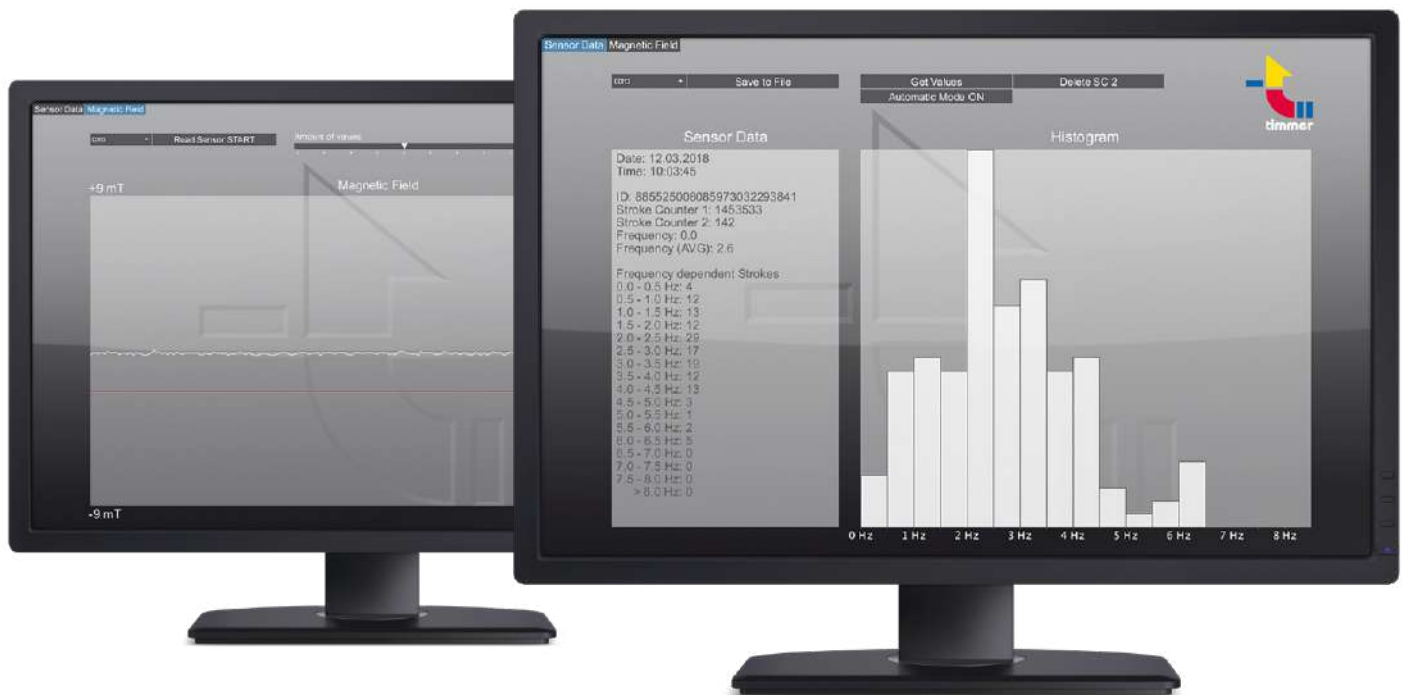 Sensor Data Magnetic Field
Read Sensor START
Amount of values
Magnetic Field
+9 mT
-9 mT
Sensor Data Magnetic Field
Save to File
Get Values
Delete SC 2
Automatic Mode ON
timmer
Sensor Data
Date: 12.03.2018
Time: 10:03:45
ID: 885525008085973032293841
Stroke Counter 1: 1453533
Stroke Counter 2: 142
Frequency: 0.0
Frequency (AVG): 2.6
Frequency dependent Strokes
0.0 - 0.5 Hz: 4
0.5 - 1.0 Hz: 12
1.0 - 1.5 Hz: 13
1.5 - 2.0 Hz: 12
2.0 - 2.5 Hz: 29
2.5 - 3.0 Hz: 17
3.0 - 3.5 Hz: 19
3.5 - 4.0 Hz: 12
4.0 - 4.5 Hz: 13
4.5 - 5.0 Hz: 3
5.0 - 5.5 Hz: 1
5.5 - 6.0 Hz: 2
6.0 - 6.5 Hz: 5
6.5 - 7.0 Hz: 0
7.0 - 7.5 Hz: 0
7.5 - 8.0 Hz: 0
> 8.0 Hz: 0
Histogram
0 Hz 1 Hz 2 Hz 3 Hz 4 Hz 5 Hz 6 Hz 7 Hz 8 Hz